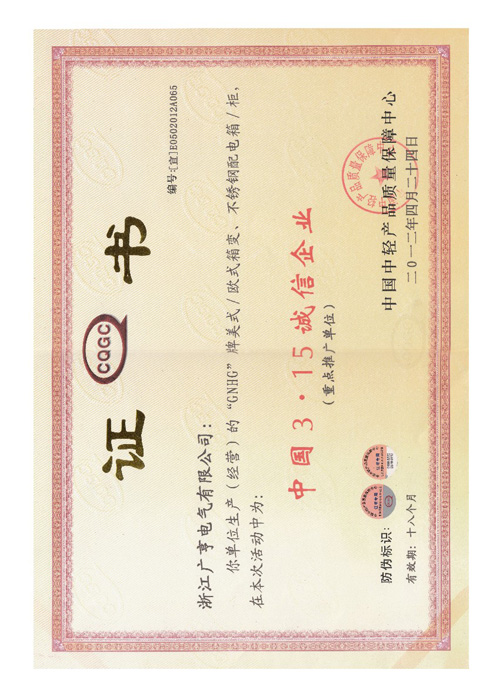 证 CQGC 书
编号:[宣]E0502012A065
浙江广亨电气有限公司：
你单位生产（经营）的“GNHG”牌美式/欧式箱变、不锈钢配电箱/柜，
在本次活动中为：
中国3·15诚信企业
（重点推广单位）
防伪标识：
有效期：十八个月
中国中轻产品质量保障中心
二〇一二年四月二十四日